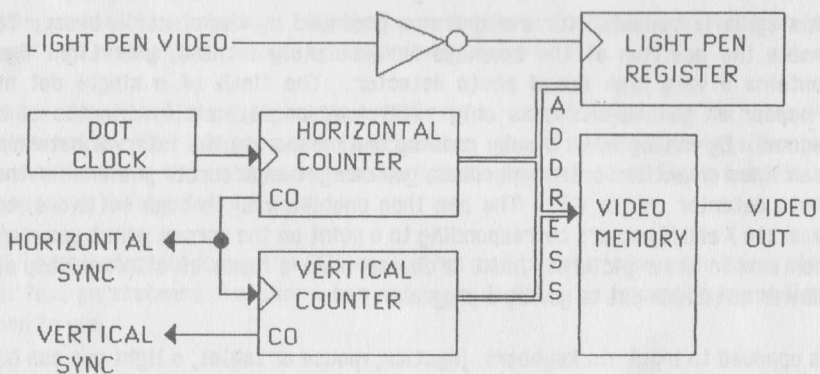 LIGHT PEN VIDEO
LIGHT PEN
REGISTER
DOT
CLOCK
HORIZONTAL
COUNTER
CO
ADDRESS
VIDEO
MEMORY
VIDEO
OUT
HORIZONTAL
SYNC
VERTICAL
COUNTER
CO
VERTICAL
SYNC